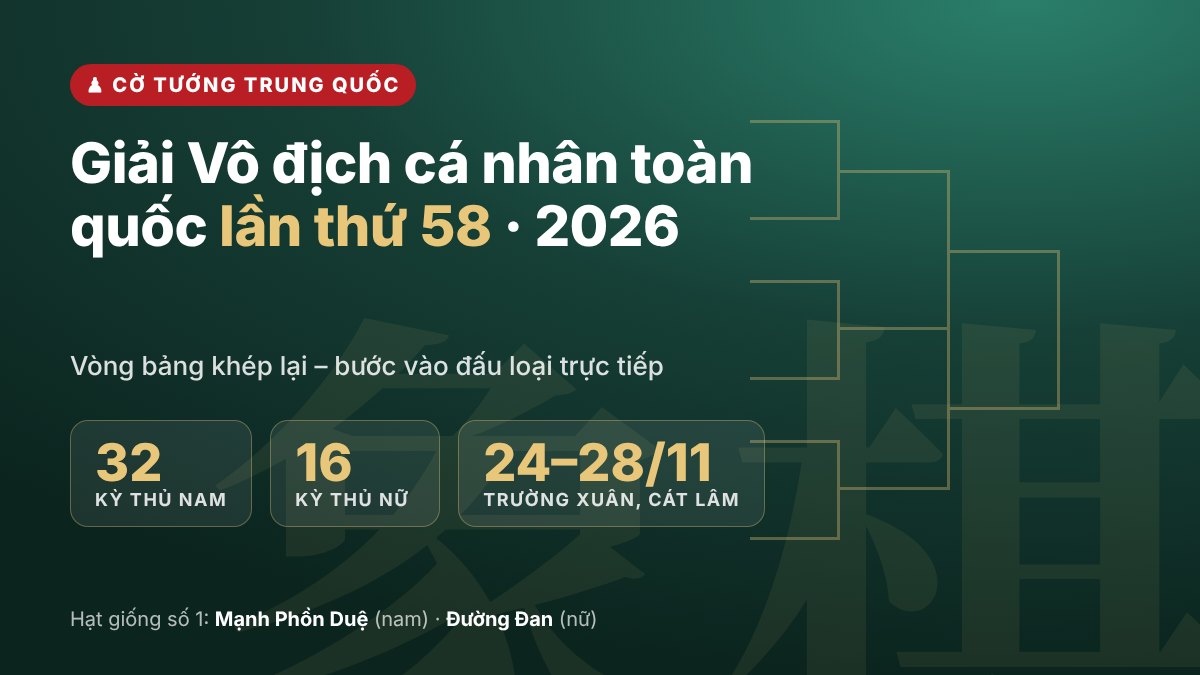 ♟ CỜ TƯỚNG TRUNG QUỐC
Giải Vô địch cá nhân toàn
quốc lần thứ 58 · 2026
Vòng bảng khép lại – bước vào đấu loại trực tiếp
32
KỲ THỦ NAM
16
KỲ THỦ NỮ
24–28/11
TRƯỜNG XUÂN, CÁT LÂM
Hạt giống số 1: Mạnh Phồn Duệ (nam) · Đường Đan (nữ)
象棋